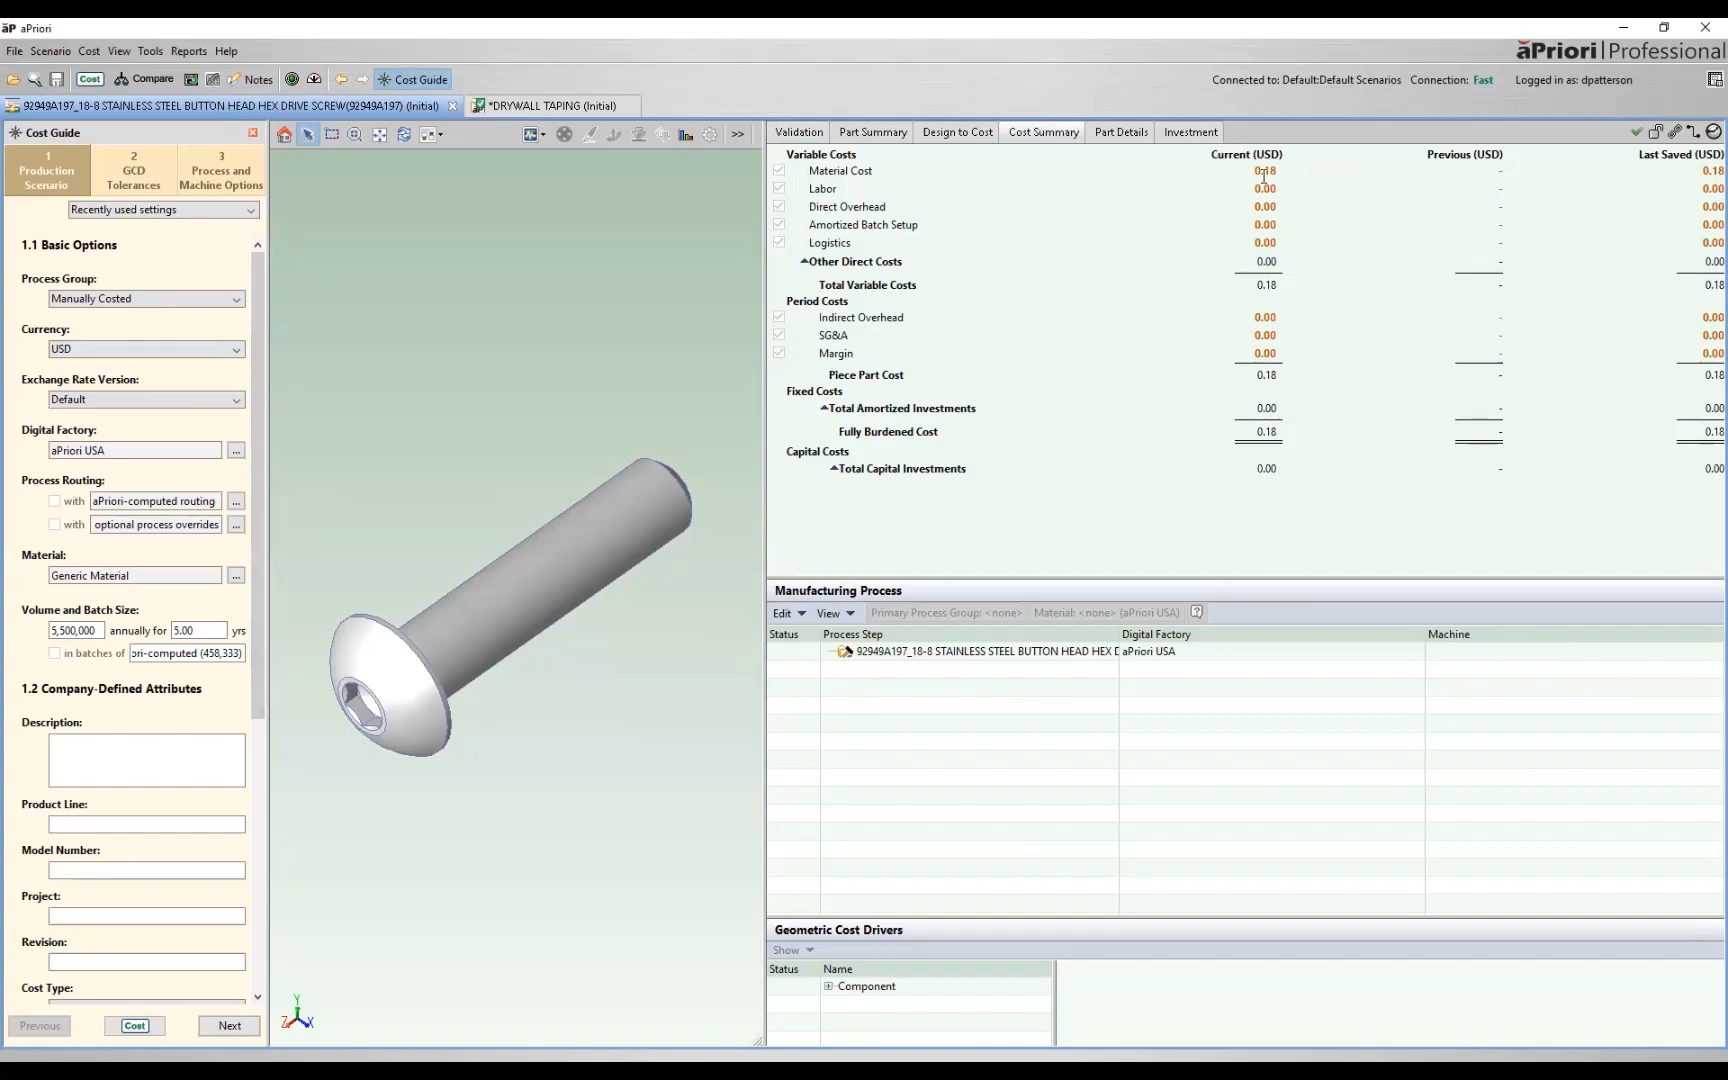 aP aPriori
File Scenario Cost View Tools Reports Help
aPriori | Professional
Cost Compare Notes Cost Guide
Connected to: Default:Default Scenarios Connection: Fast Logged in as: dpatterson
92949A197_18-8 STAINLESS STEEL BUTTON HEAD HEX DRIVE SCREW(92949A197) (Initial)
*DRYWALL TAPING (Initial)
Cost Guide
1 Production Scenario
2 GCD Tolerances
3 Process and Machine Options
Recently used settings
1.1 Basic Options
Process Group:
Manually Costed
Currency:
USD
Exchange Rate Version:
Default
Digital Factory:
aPriori USA ...
Process Routing:
with aPriori-computed routing ...
with optional process overrides ...
Material:
Generic Material ...
Volume and Batch Size:
5,500,000 annually for 5.00 yrs
in batches of ori-computed (458,333)
1.2 Company-Defined Attributes
Description:
Product Line:
Model Number:
Project:
Revision:
Cost Type:
Previous Cost Next
>>
Y
Z X
Validation Part Summary Design to Cost Cost Summary Part Details Investment
Variable Costs Current (USD) Previous (USD) Last Saved (USD)
Material Cost 0.18 - 0.18
Labor 0.00 - 0.00
Direct Overhead 0.00 - 0.00
Amortized Batch Setup 0.00 - 0.00
Logistics 0.00 - 0.00
Other Direct Costs 0.00 - 0.00
Total Variable Costs 0.18 - 0.18
Period Costs
Indirect Overhead 0.00 - 0.00
SG&A 0.00 - 0.00
Margin 0.00 - 0.00
Piece Part Cost 0.18 - 0.18
Fixed Costs
Total Amortized Investments 0.00 - 0.00
Fully Burdened Cost 0.18 - 0.18
Capital Costs
Total Capital Investments 0.00 - 0.00
Manufacturing Process
Edit View Primary Process Group: <none> Material: <none> (aPriori USA) ?
Status Process Step Digital Factory Machine
92949A197_18-8 STAINLESS STEEL BUTTON HEAD HEX D aPriori USA
Geometric Cost Drivers
Show
Status Name
Component